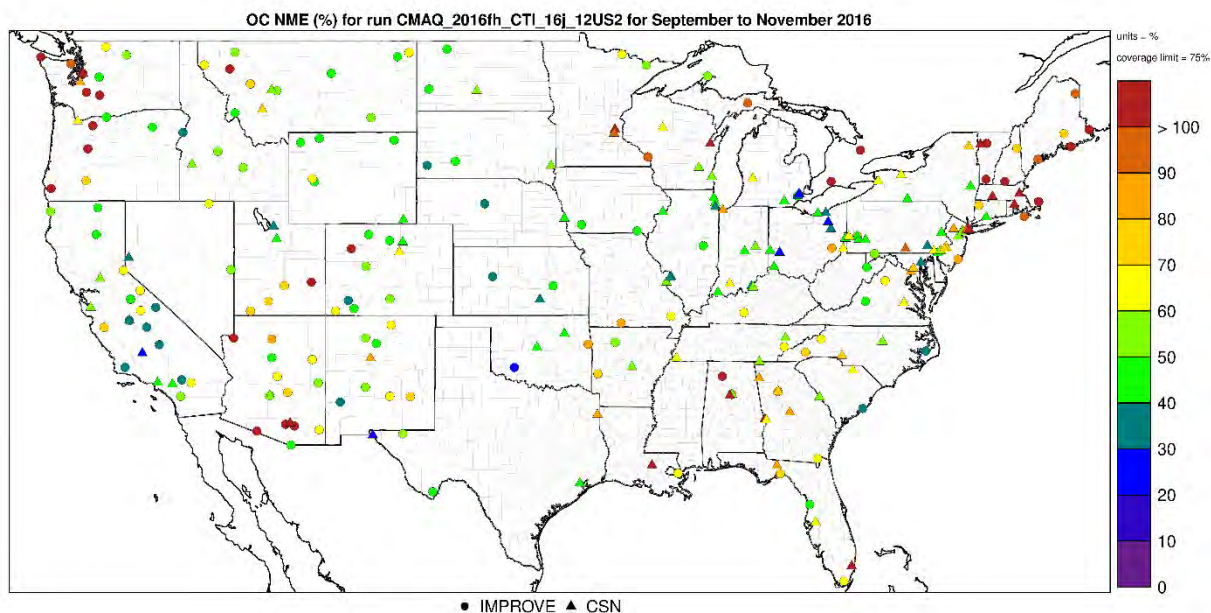 OC NME (%) for run CMAQ_2016fh_CTI_16j_12US2 for September to November 2016
units = %
coverage limit = 75%
> 100
90
80
70
60
50
40
30
20
10
0
● IMPROVE ▲ CSN